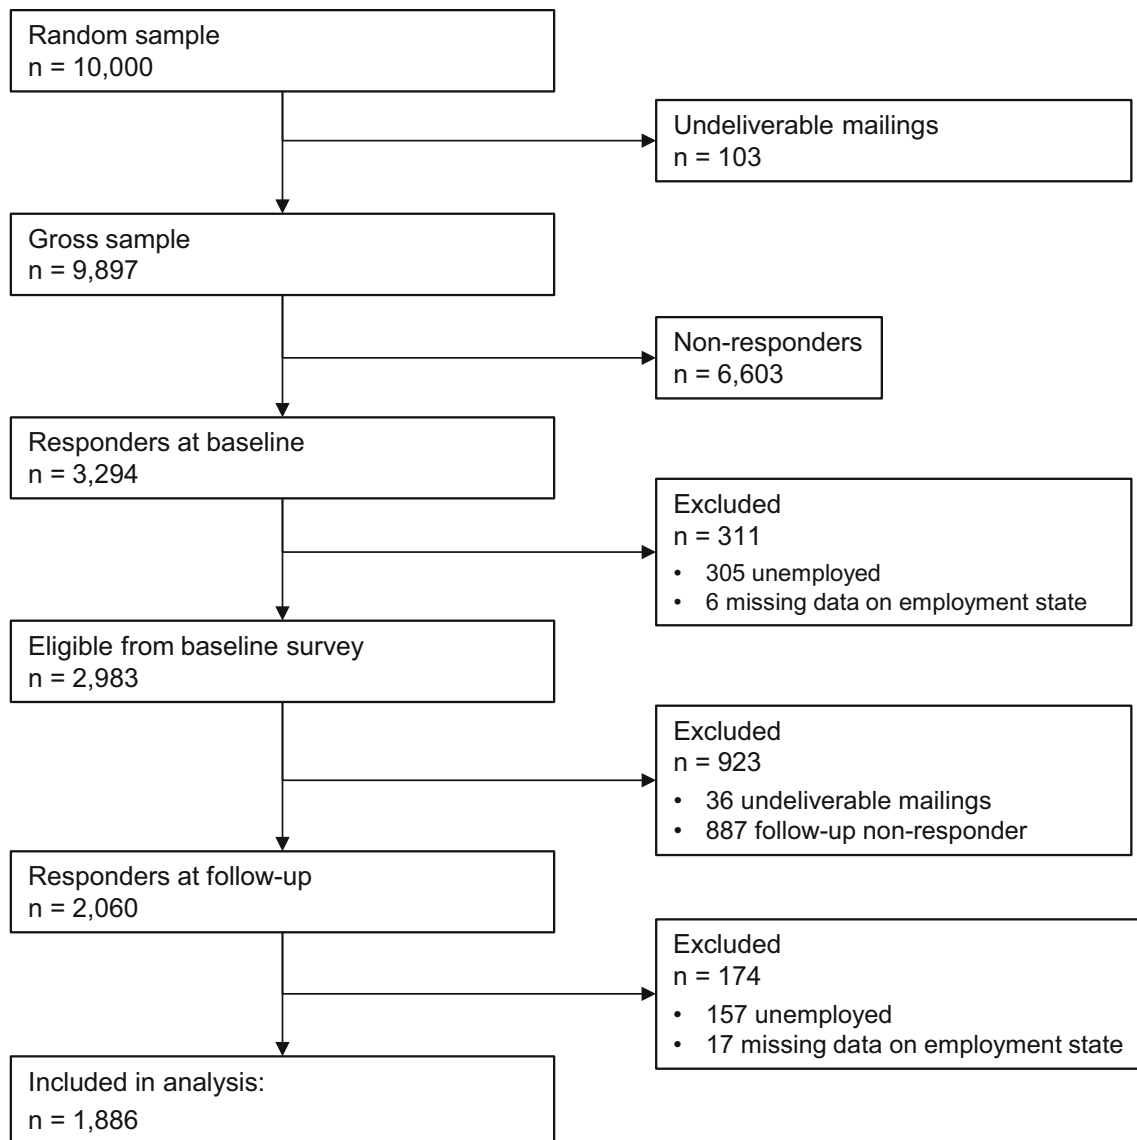 Random sample
n = 10,000
Undeliverable mailings
n = 103
Gross sample
n = 9,897
Non-responders
n = 6,603
Responders at baseline
n = 3,294
Excluded
n = 311
• 305 unemployed
• 6 missing data on employment state
Eligible from baseline survey
n = 2,983
Excluded
n = 923
• 36 undeliverable mailings
• 887 follow-up non-responder
Responders at follow-up
n = 2,060
Excluded
n = 174
• 157 unemployed
• 17 missing data on employment state
Included in analysis:
n = 1,886